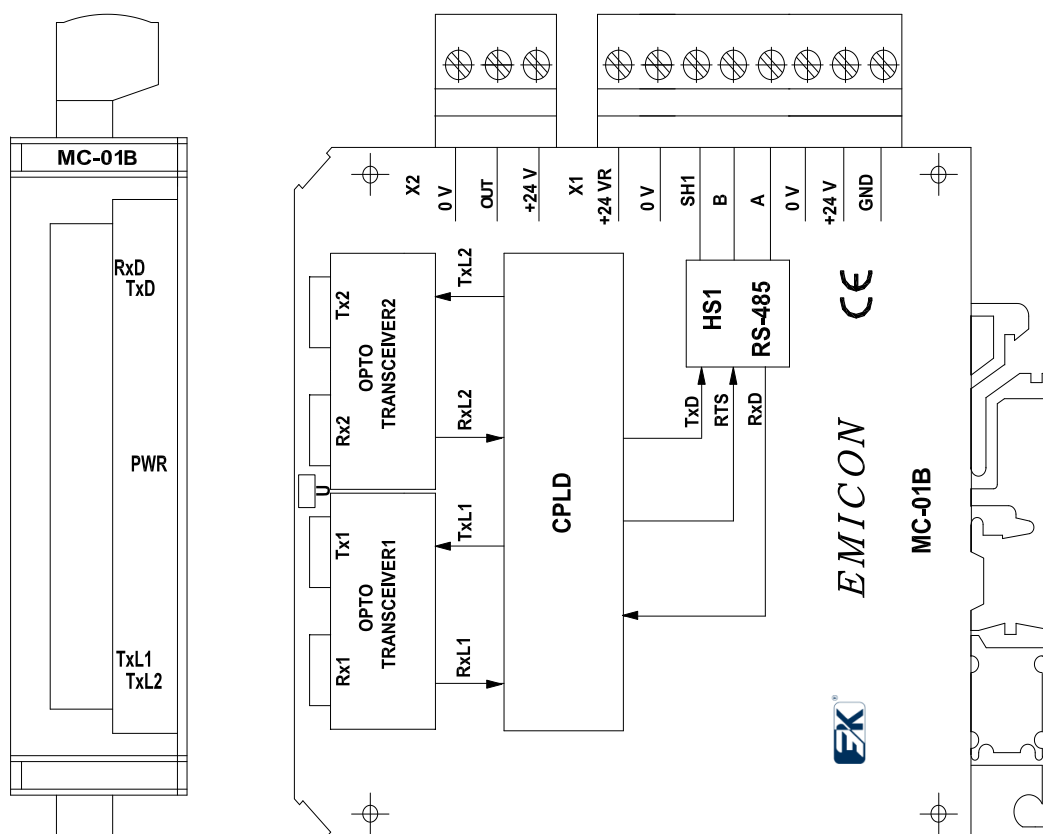 MC-01B
RxD
TxD
PWR
TxL1
TxL2
X2
0 V
OUT
+24 V
X1
+24 VR
0 V
SH1
B
A
0 V
+24 V
GND
Tx2
Rx2
OPTO
TRANSCEIVER2
TxL2
RxL2
Tx1
Rx1
OPTO
TRANSCEIVER1
TxL1
RxL1
CPLD
HS1
RS-485
TxD
RTS
RxD
CE
EMICON
MC-01B
EK®